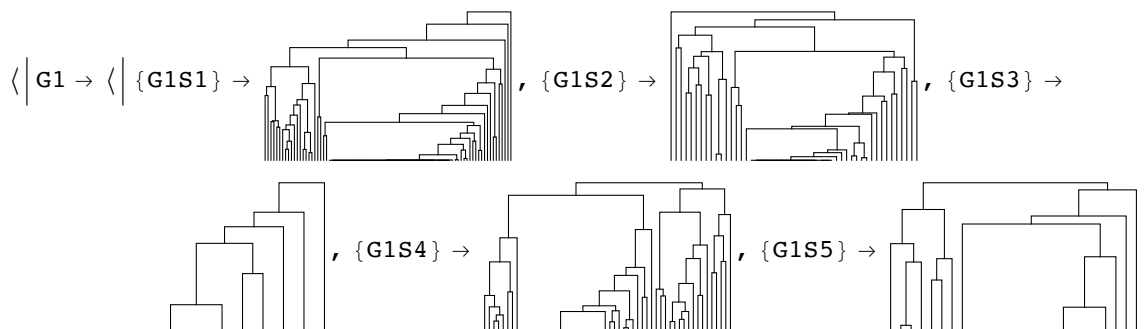 ⟨| G1 → ⟨| {G1S1} → , {G1S2} → , {G1S3} →
, {G1S4} → , {G1S5} →